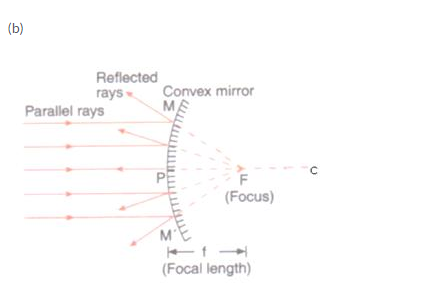 (b)
Reflected
rays
Convex mirror
M
Parallel rays
P
F
C
(Focus)
M'
f
(Focal length)